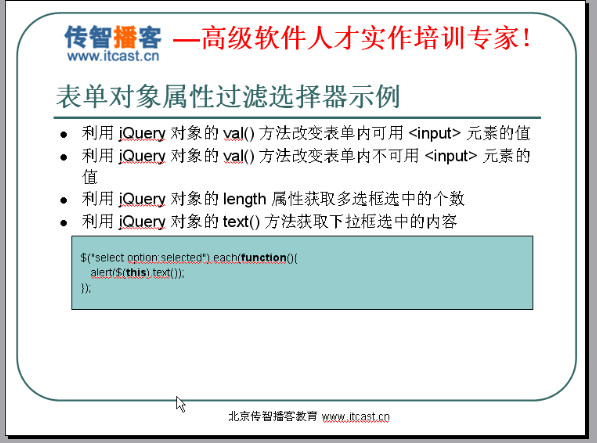 传智播客 —高级软件人才实作培训专家!
www.itcast.cn
表单对象属性过滤选择器示例
● 利用 jQuery 对象的 val() 方法改变表单内可用 <input> 元素的值
● 利用 jQuery 对象的 val() 方法改变表单内不可用 <input> 元素的
值
● 利用 jQuery 对象的 length 属性获取多选框选中的个数
● 利用 jQuery 对象的 text() 方法获取下拉框选中的内容
$("select option:selected").each(function(){
alert($(this).text());
});
北京传智播客教育 www.itcast.cn